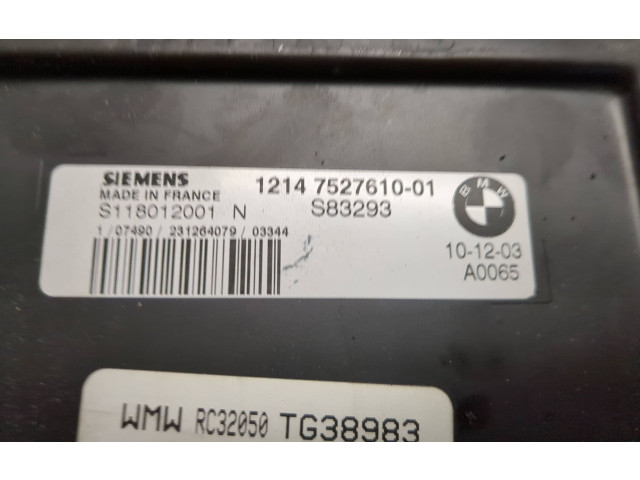 SIEMENS
MADE IN FRANCE
1214 7527610-01
S118012001 N
S83293
1 / 07490 / 231264079 / 03344
BMW
10-12-03
A0065
WMW RC32050 TG38983